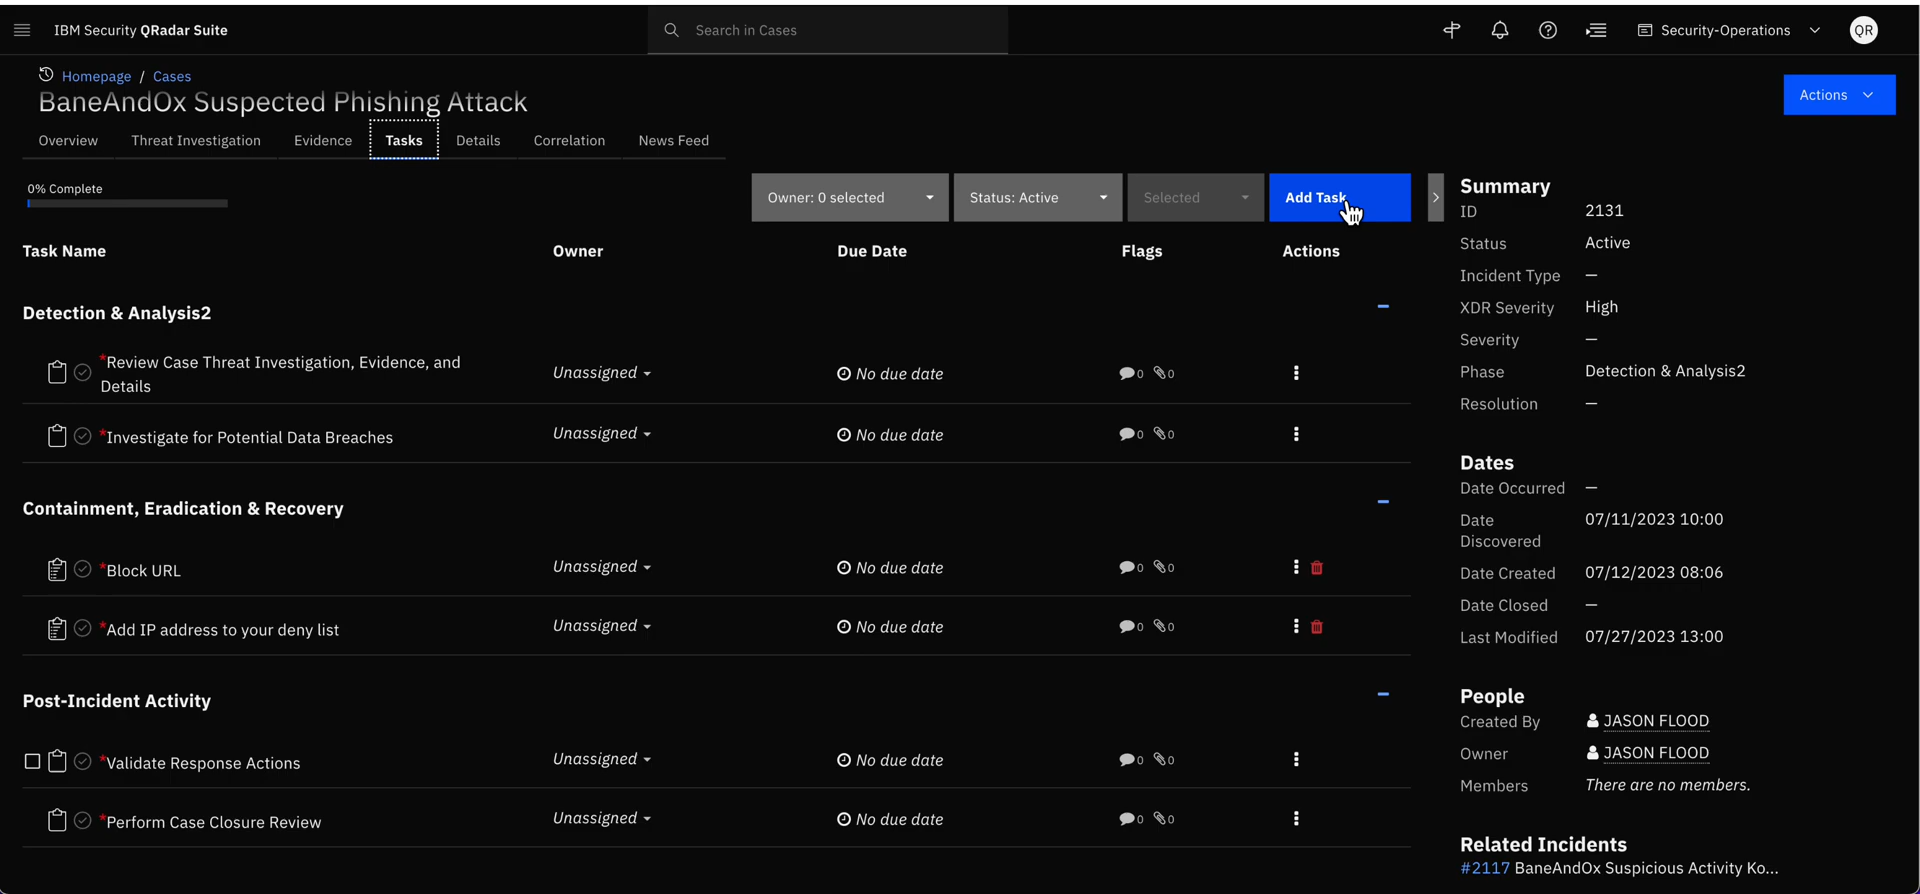 IBM Security QRadar Suite
Search in Cases
Security-Operations
QR
Homepage / Cases
BaneAndOx Suspected Phishing Attack
Actions
Overview
Threat Investigation
Evidence
Tasks
Details
Correlation
News Feed
0% Complete
Owner: 0 selected
Status: Active
Selected
Add Task
Task Name
Owner
Due Date
Flags
Actions
Detection & Analysis2
*Review Case Threat Investigation, Evidence, and
Details
Unassigned
No due date
0
0
*Investigate for Potential Data Breaches
Unassigned
No due date
0
0
Containment, Eradication & Recovery
*Block URL
Unassigned
No due date
0
0
*Add IP address to your deny list
Unassigned
No due date
0
0
Post-Incident Activity
*Validate Response Actions
Unassigned
No due date
0
0
*Perform Case Closure Review
Unassigned
No due date
0
0
Summary
ID 2131
Status Active
Incident Type —
XDR Severity High
Severity —
Phase Detection & Analysis2
Resolution —
Dates
Date Occurred —
Date
Discovered
07/11/2023 10:00
Date Created 07/12/2023 08:06
Date Closed —
Last Modified 07/27/2023 13:00
People
Created By JASON FLOOD
Owner JASON FLOOD
Members There are no members.
Related Incidents
#2117 BaneAndOx Suspicious Activity Ko...